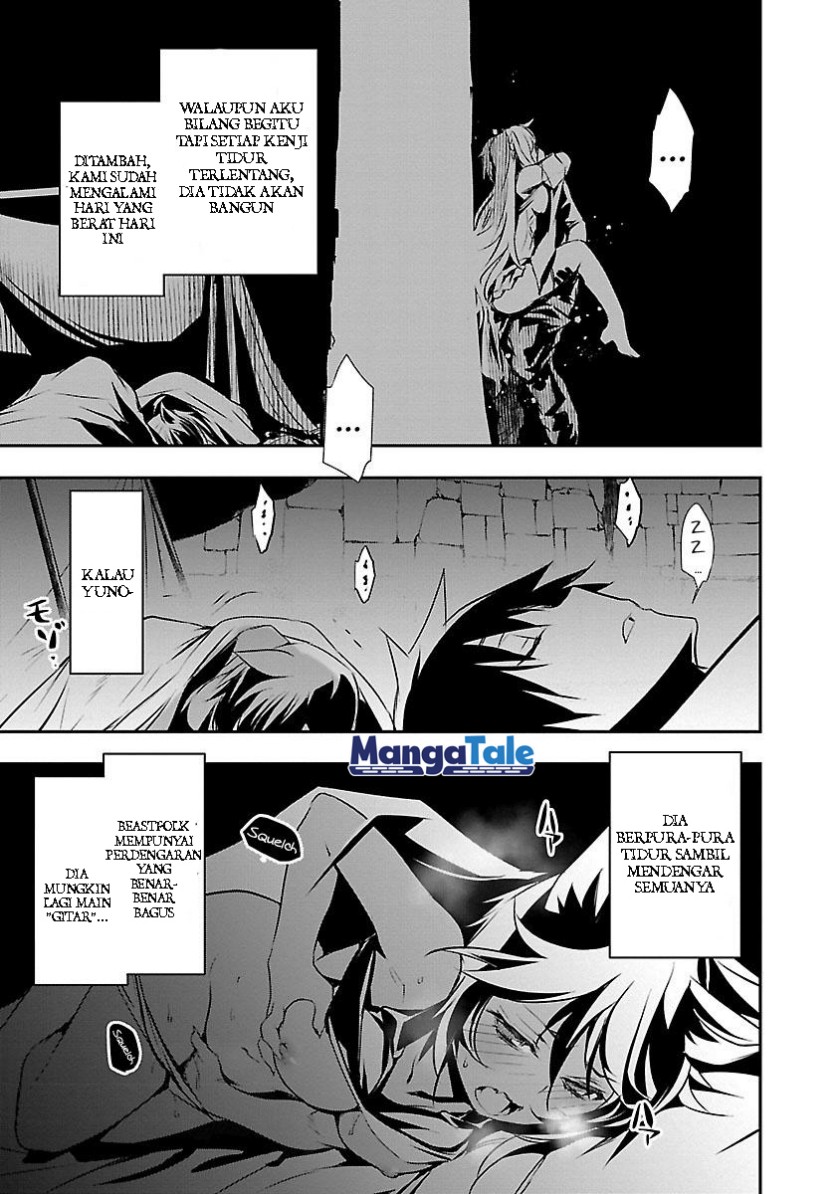 ...
WALAUPUN AKU
BILANG BEGITU
TAPI SETIAP KENJI
TIDUR
TERLENTANG,
DIA TIDAK AKAN
BANGUN
DITAMBAH,
KAMI SUDAH
MENGALAMI
HARI YANG
BERAT HARI
INI
...
ZZ...
KALAU
YUNO-
モゾ
MangaTale
DIA
BERPURA-PURA
TIDUR SAMBIL
MENDENGAR
SEMUANYA
Squelch
BEASTFOLK
MEMPUNYAI
PERDENGARAN
YANG
BENAR-
BENAR
BAGUS
DIA
MUNGKIN
LAGI MAIN
"GITAR"...
Squelch